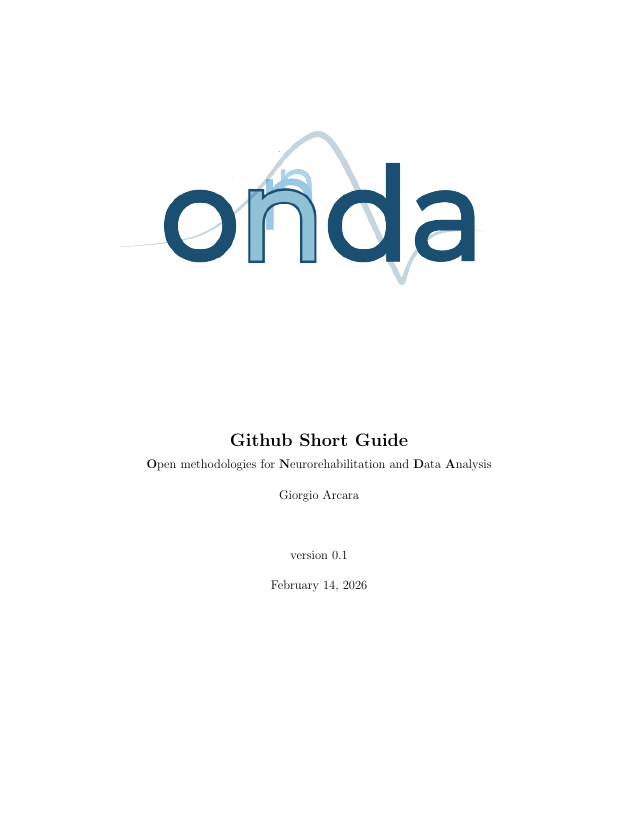 onda
Github Short Guide
Open methodologies for Neurorehabilitation and Data Analysis
Giorgio Arcara
version 0.1
February 14, 2026